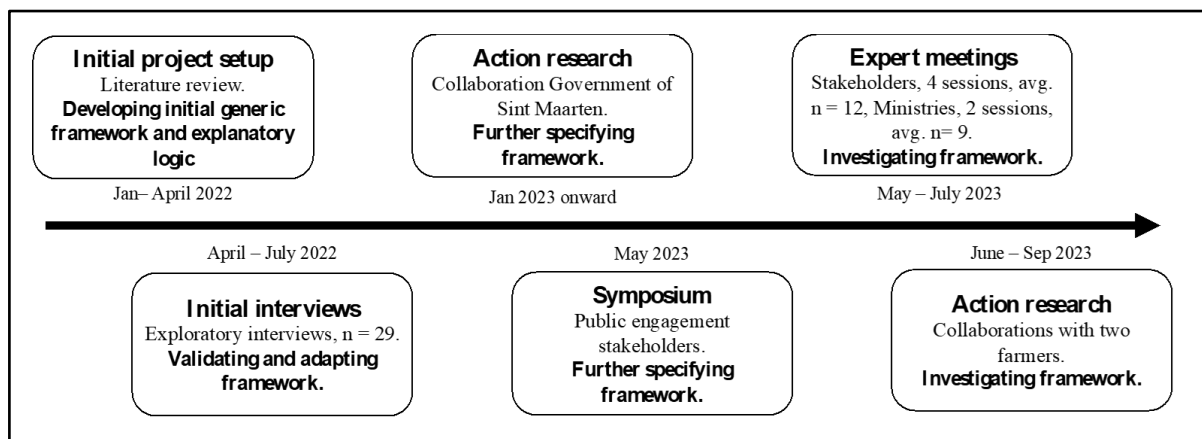 Initial project setup
Literature review.
Developing initial generic
framework and explanatory
logic
Jan– April 2022
Action research
Collaboration Government of
Sint Maarten.
Further specifying
framework.
Jan 2023 onward
Expert meetings
Stakeholders, 4 sessions, avg.
n = 12, Ministries, 2 sessions,
avg. n= 9.
Investigating framework.
May – July 2023
April – July 2022
Initial interviews
Exploratory interviews, n = 29.
Validating and adapting
framework.
May 2023
Symposium
Public engagement
stakeholders.
Further specifying
framework.
June – Sep 2023
Action research
Collaborations with two
farmers.
Investigating framework.